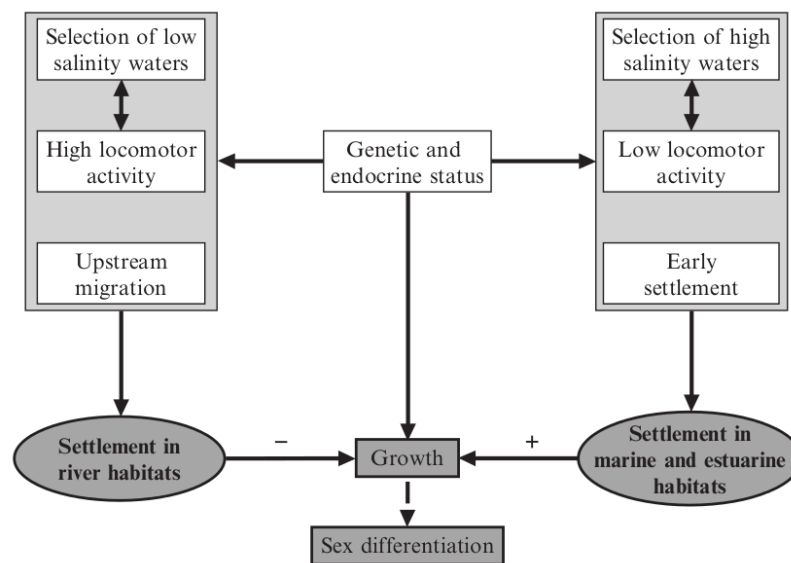 Selection of low
salinity waters
High locomotor
activity
Upstream
migration
Genetic and
endocrine status
Selection of high
salinity waters
Low locomotor
activity
Early
settlement
Settlement in
river habitats
−
Growth
+
Settlement in
marine and estuarine
habitats
Sex differentiation